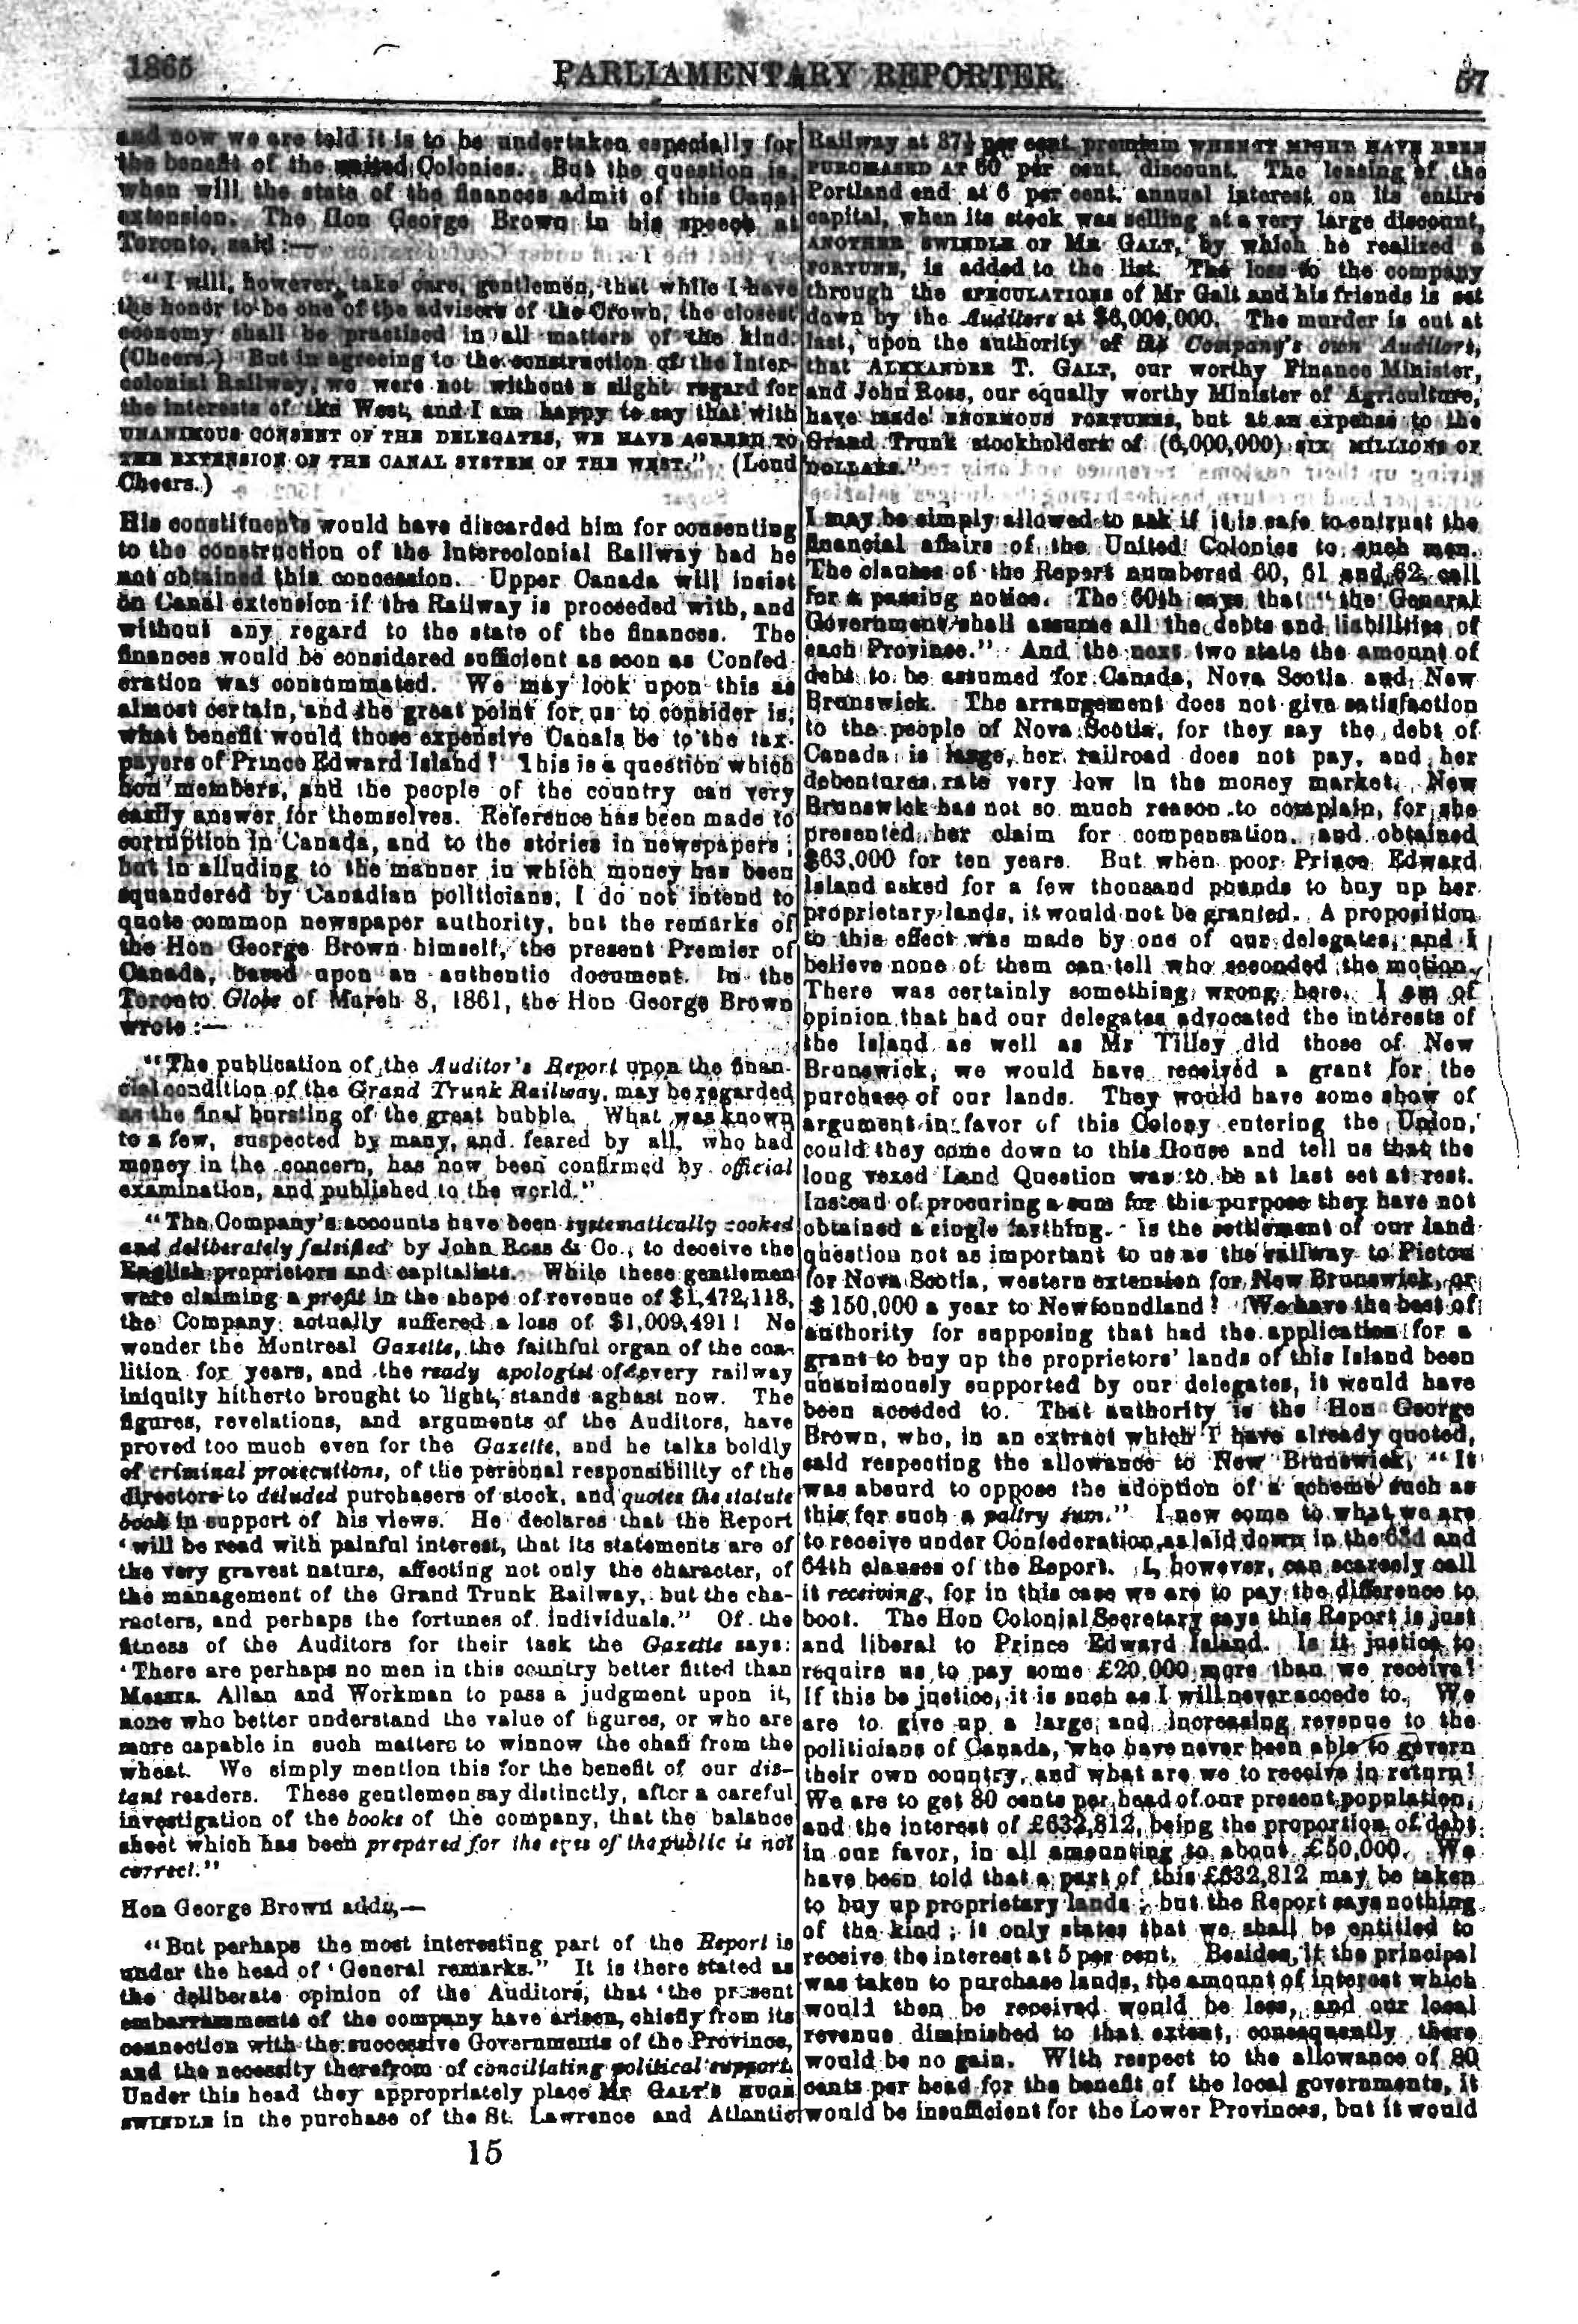 1865
PARLIAMENTARY REPORTER.
57
and now we are told it is to be undertaken especially for
the benefit of the united Colonies. But the question is,
when will the state of the finances admit of this Canal
extension. The Hon George Brown in his speech at
Toronto, said:—
"I will, however, take care, gentlemen, that while I have
the honor to be one of the advisers of the Crown, the closest
economy shall be practised in all matters of the kind.
(Cheers.) But in agreeing to the construction of the Inter-
colonial Railway, we were not without a slight regard for
the interests of the West, and I am happy to say that with
UNANIMOUS CONSENT OF THE DELEGATES, WE HAVE AGREED TO
THE EXTENSION OF THE CANAL SYSTEM OF THE WEST." (Loud
Cheers.)
His constituents would have discarded him for consenting
to the construction of the Intercolonial Railway had he
not obtained this concession. Upper Canada will insist
on Canal extension if the Railway is proceeded with, and
without any regard to the state of the finances. The
finances would be considered sufficient as soon as Confed
eration was consummated. We may look upon this as
almost certain, and the great point for us to consider is,
what benefit would those expensive Canals be to the tax-
payers of Prince Edward Island? This is a question which
hon members, and the people of the country can very
easily answer for themselves. Reference has been made to
corruption in Canada, and to the stories in newspapers;
but in alluding to the manner in which money has been
squandered by Canadian politicians, I do not intend to
quote common newspaper authority, but the remarks of
the Hon George Brown himself, the present Premier of
Canada, based upon an authentic document. In the
Toronto Globe of March 8, 1861, the Hon George Brown
wrote:—
"The publication of the Auditor's Report upon the finan-
cial condition of the Grand Trunk Railway, may be regarded
as the final bursting of the great bubble. What was known
to a few, suspected by many, and feared by all, who had
money in the concern, has now been confirmed by official
examination, and published to the world."
"The Company's accounts have been systematically cooked
and deliberately falsified by John Ross & Co., to deceive the
English proprietors and capitalists. While these gentlemen
were claiming a profit in the shape of revenue of $1,472,118,
the Company actually suffered a loss of $1,009,491! No
wonder the Montreal Gazette, the faithful organ of the coa-
lition for years, and the ready apologist of every railway
iniquity hitherto brought to light, stands aghast now. The
figures, revelations, and arguments of the Auditors, have
proved too much even for the Gazette, and he talks boldly
of criminal prosecutions, of the personal responsibility of the
directors to deluded purchasers of stock, and quotes the statute
book in support of his views. He declares that the Report
'will be read with painful interest, that its statements are of
the very gravest nature, affecting not only the character, of
the management of the Grand Trunk Railway, but the cha-
racters, and perhaps the fortunes of individuals." Of the
fitness of the Auditors for their task the Gazette says:
'There are perhaps no men in this country better fitted than
Messrs. Allan and Workman to pass a judgment upon it,
none who better understand the value of figures, or who are
more capable in such matters to winnow the chaff from the
wheat. We simply mention this for the benefit of our dis-
tant readers. These gentlemen say distinctly, after a careful
investigation of the books of the company, that the balance
sheet which has been prepared for the eyes of the public is not
correct."
Hon George Brown adds,—
"But perhaps the most interesting part of the Report is
under the head of 'General remarks." It is there stated as
the deliberate opinion of the Auditors, that 'the present
embarrassments of the company have arisen, chiefly from its
connection with the successive Governments of the Province,
and the necessity therefrom of conciliating political support.
Under this head they appropriately place MR GALT'S HUGE
SWINDLE in the purchase of the St. Lawrence and Atlantic
Railway at 87½ per cent. premium WHEN IT MIGHT HAVE BEEN
PURCHASED AT 60 per cent. discount. The leasing of the
Portland end at 6 per cent. annual interest on its entire
capital, when its stock was selling at a very large discount,
ANOTHER SWINDLE OF MR GALT, by which he realized a
FORTUNE, is added to the list. The loss to the company
through the SPECULATIONS of Mr Galt and his friends is set
down by the Auditors at $6,000,000. The murder is out at
last, upon the authority of the Company's own Auditors,
that ALEXANDER T. GALT, our worthy Finance Minister,
and John Ross, our equally worthy Minister of Agriculture,
have made ENORMOUS FORTUNES, but at an expense to the
Grand Trunk stockholders of (6,000,000) SIX MILLIONS OF
DOLLARS."
I may be simply allowed to ask if it is safe to entrust the
financial affairs of the United Colonies to such men.
The clauses of the Report numbered 60, 61 and 62, call
for a passing notice. The 60th says that "the General
Government shall assume all the debts and liabilities of
each Province." And the next two state the amount of
debt to be assumed for Canada, Nova Scotia and New
Brunswick. The arrangement does not give satisfaction
to the people of Nova Scotia, for they say the debt of
Canada is large, her railroad does not pay, and her
debentures rate very low in the money market. New
Brunswick has not so much reason to complain, for she
presented her claim for compensation and obtained
$63,000 for ten years. But when poor Prince Edward
Island asked for a few thousand pounds to buy up her
proprietary lands, it would not be granted. A proposition
to this effect was made by one of our delegates, and I
believe none of them can tell who seconded the motion.
There was certainly something wrong here. I am of
opinion that had our delegates advocated the interests of
the Island as well as Mr Tilley did those of New
Brunswick, we would have received a grant for the
purchase of our lands. They would have some show of
argument in favor of this Colony entering the Union,
could they come down to this House and tell us that the
long vexed Land Question was to be at last set at rest.
Instead of procuring a sum for this purpose they have not
obtained a single farthing. Is the settlement of our land
question not as important to us as the railway to Pictou
for Nova Scotia, western extension for New Brunswick, or
$150,000 a year to Newfoundland? We have the best of
authority for supposing that had the application for a
grant to buy up the proprietors' lands of this Island been
unanimously supported by our delegates, it would have
been acceded to. That authority is the Hon George
Brown, who, in an extract which I have already quoted,
said respecting the allowance to New Brunswick, "It
was absurd to oppose the adoption of a scheme such as
this for such a paltry sum." I now come to what we are
to receive under Confederation as laid down in the 63d and
64th clauses of the Report. I, however, can scarcely call
it receiving, for in this case we are to pay the difference to
boot. The Hon Colonial Secretary says this Report is just
and liberal to Prince Edward Island. Is it justice to
require us to pay some £20,000 more than we receive?
If this be justice, it is such as I will never accede to. We
are to give up a large and increasing revenue to the
politicians of Canada, who have never been able to govern
their own country, and what are we to receive in return?
We are to get 80 cents per head of our present population,
and the interest of £632,812, being the proportion of debt
in our favor, in all amounting to about £50,000. We
have been told that a part of this £632,812 may be taken
to buy up proprietary lands; but the Report says nothing
of the kind; it only states that we shall be entitled to
receive the interest at 5 per cent. Besides, if the principal
was taken to purchase lands, the amount of interest which
would then be received would be less, and our local
revenue diminished to that extent, consequently there
would be no gain. With respect to the allowance of 80
cents per head for the benefit of the local governments, it
would be insufficient for the Lower Provinces, but it would
15